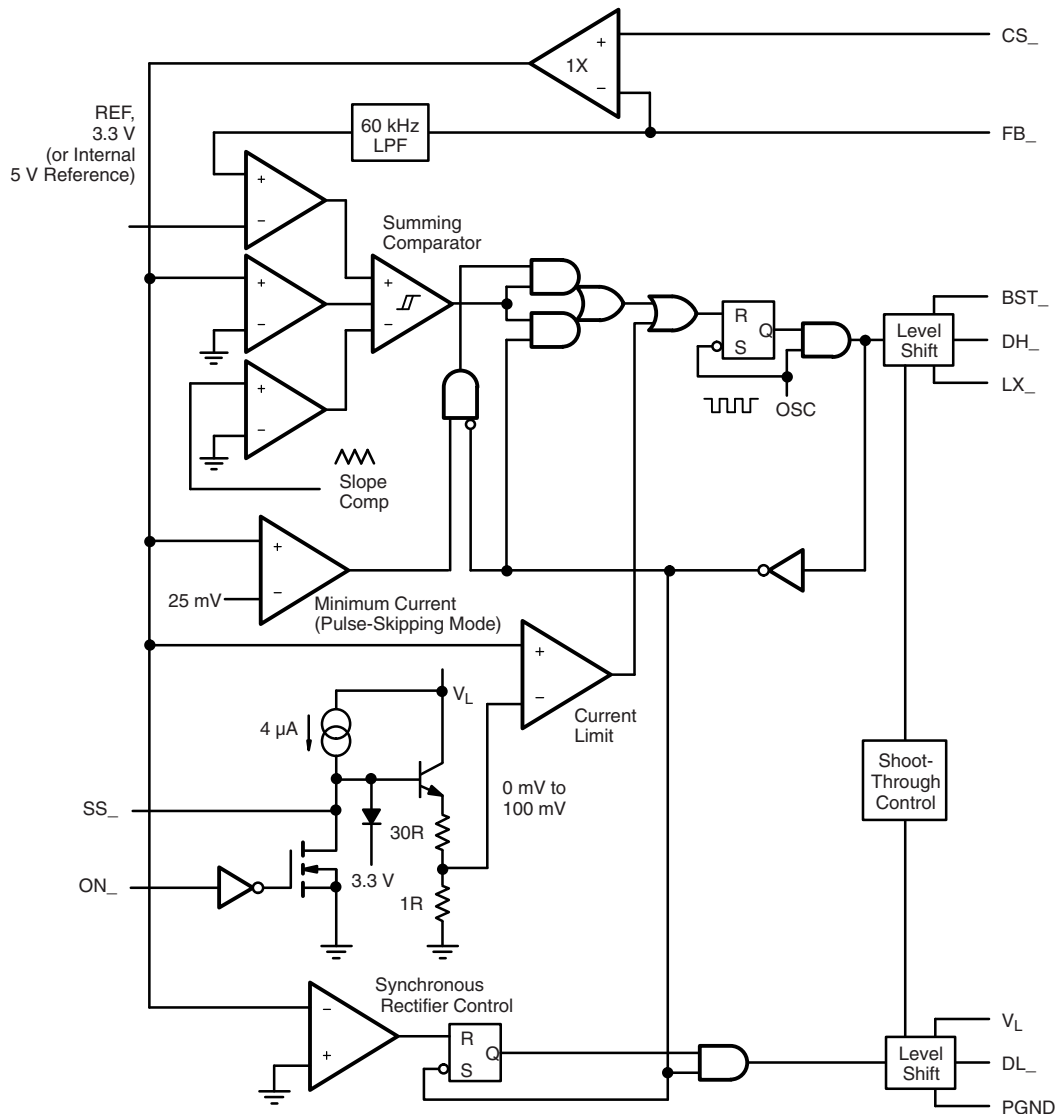 CS_
+
1X
−
REF,
3.3 V
(or Internal
5 V Reference)
60 kHz
LPF
FB_
+
−
Summing
Comparator
+
−
+
−
BST_
R
Q
S
Level
Shift
DH_
LX_
OSC
+
−
Slope
Comp
+
−
25 mV
Minimum Current
(Pulse-Skipping Mode)
+
−
VL
Current
Limit
4 µA
Shoot-
Through
Control
0 mV to
100 mV
SS_
30R
3.3 V
ON_
1R
Synchronous
Rectifier Control
−
+
R
Q
S
VL
Level
Shift
DL_
PGND